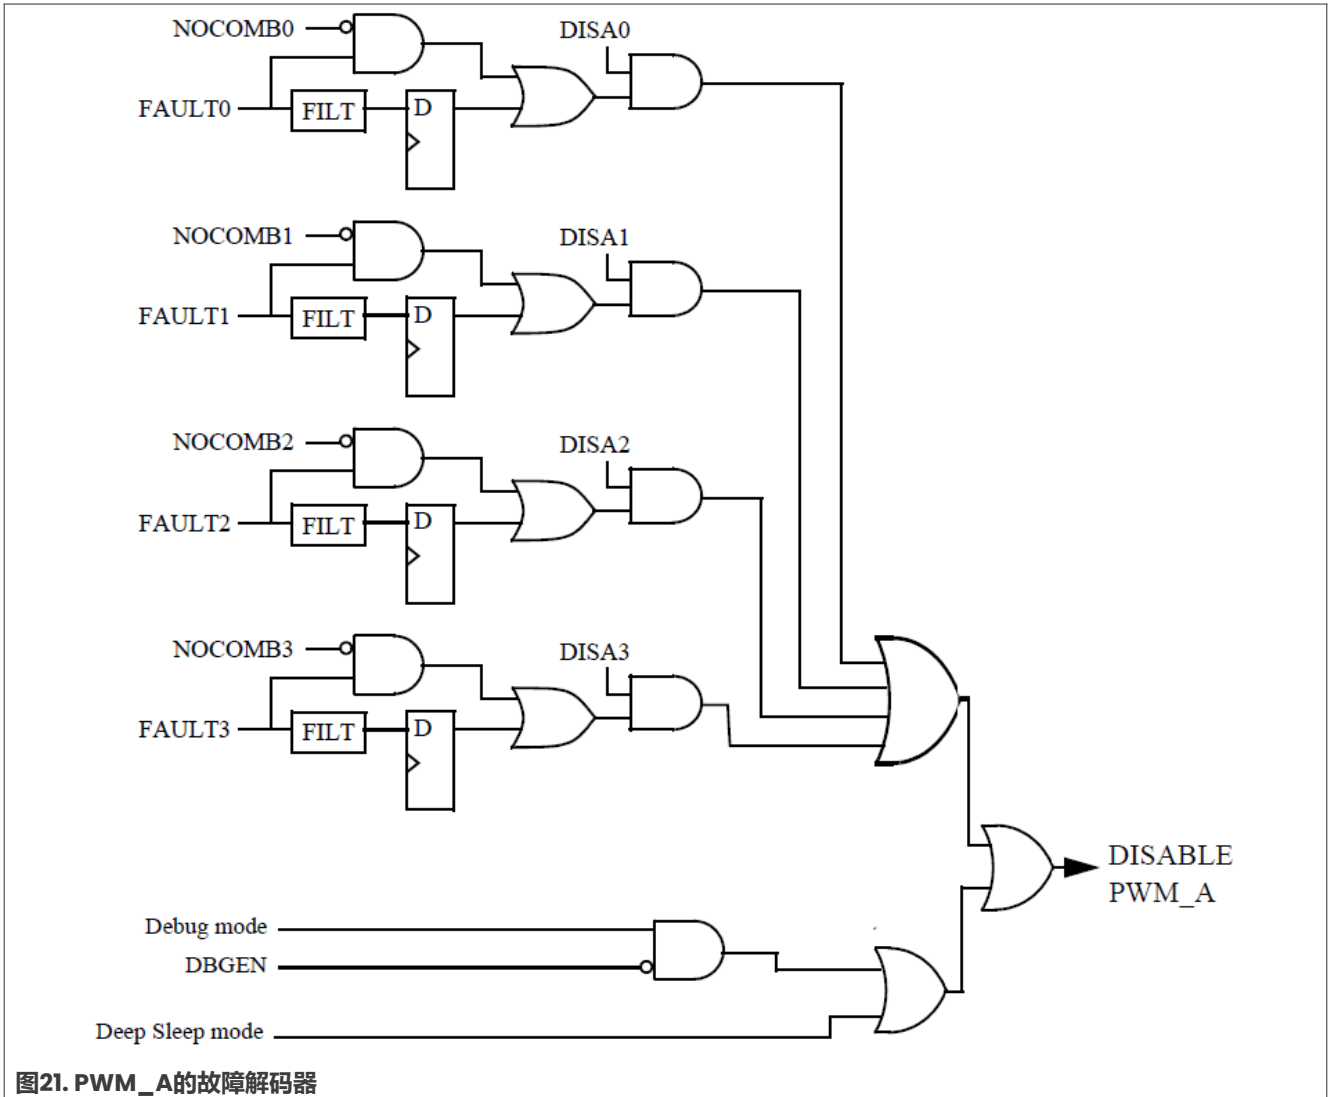 NOCOMB0
DISA0
FAULT0
FILT
D
NOCOMB1
DISA1
FAULT1
FILT
D
NOCOMB2
DISA2
FAULT2
FILT
D
NOCOMB3
DISA3
FAULT3
FILT
D
DISABLE
PWM_A
Debug mode
DBGEN
Deep Sleep mode
图21. PWM_A的故障解码器